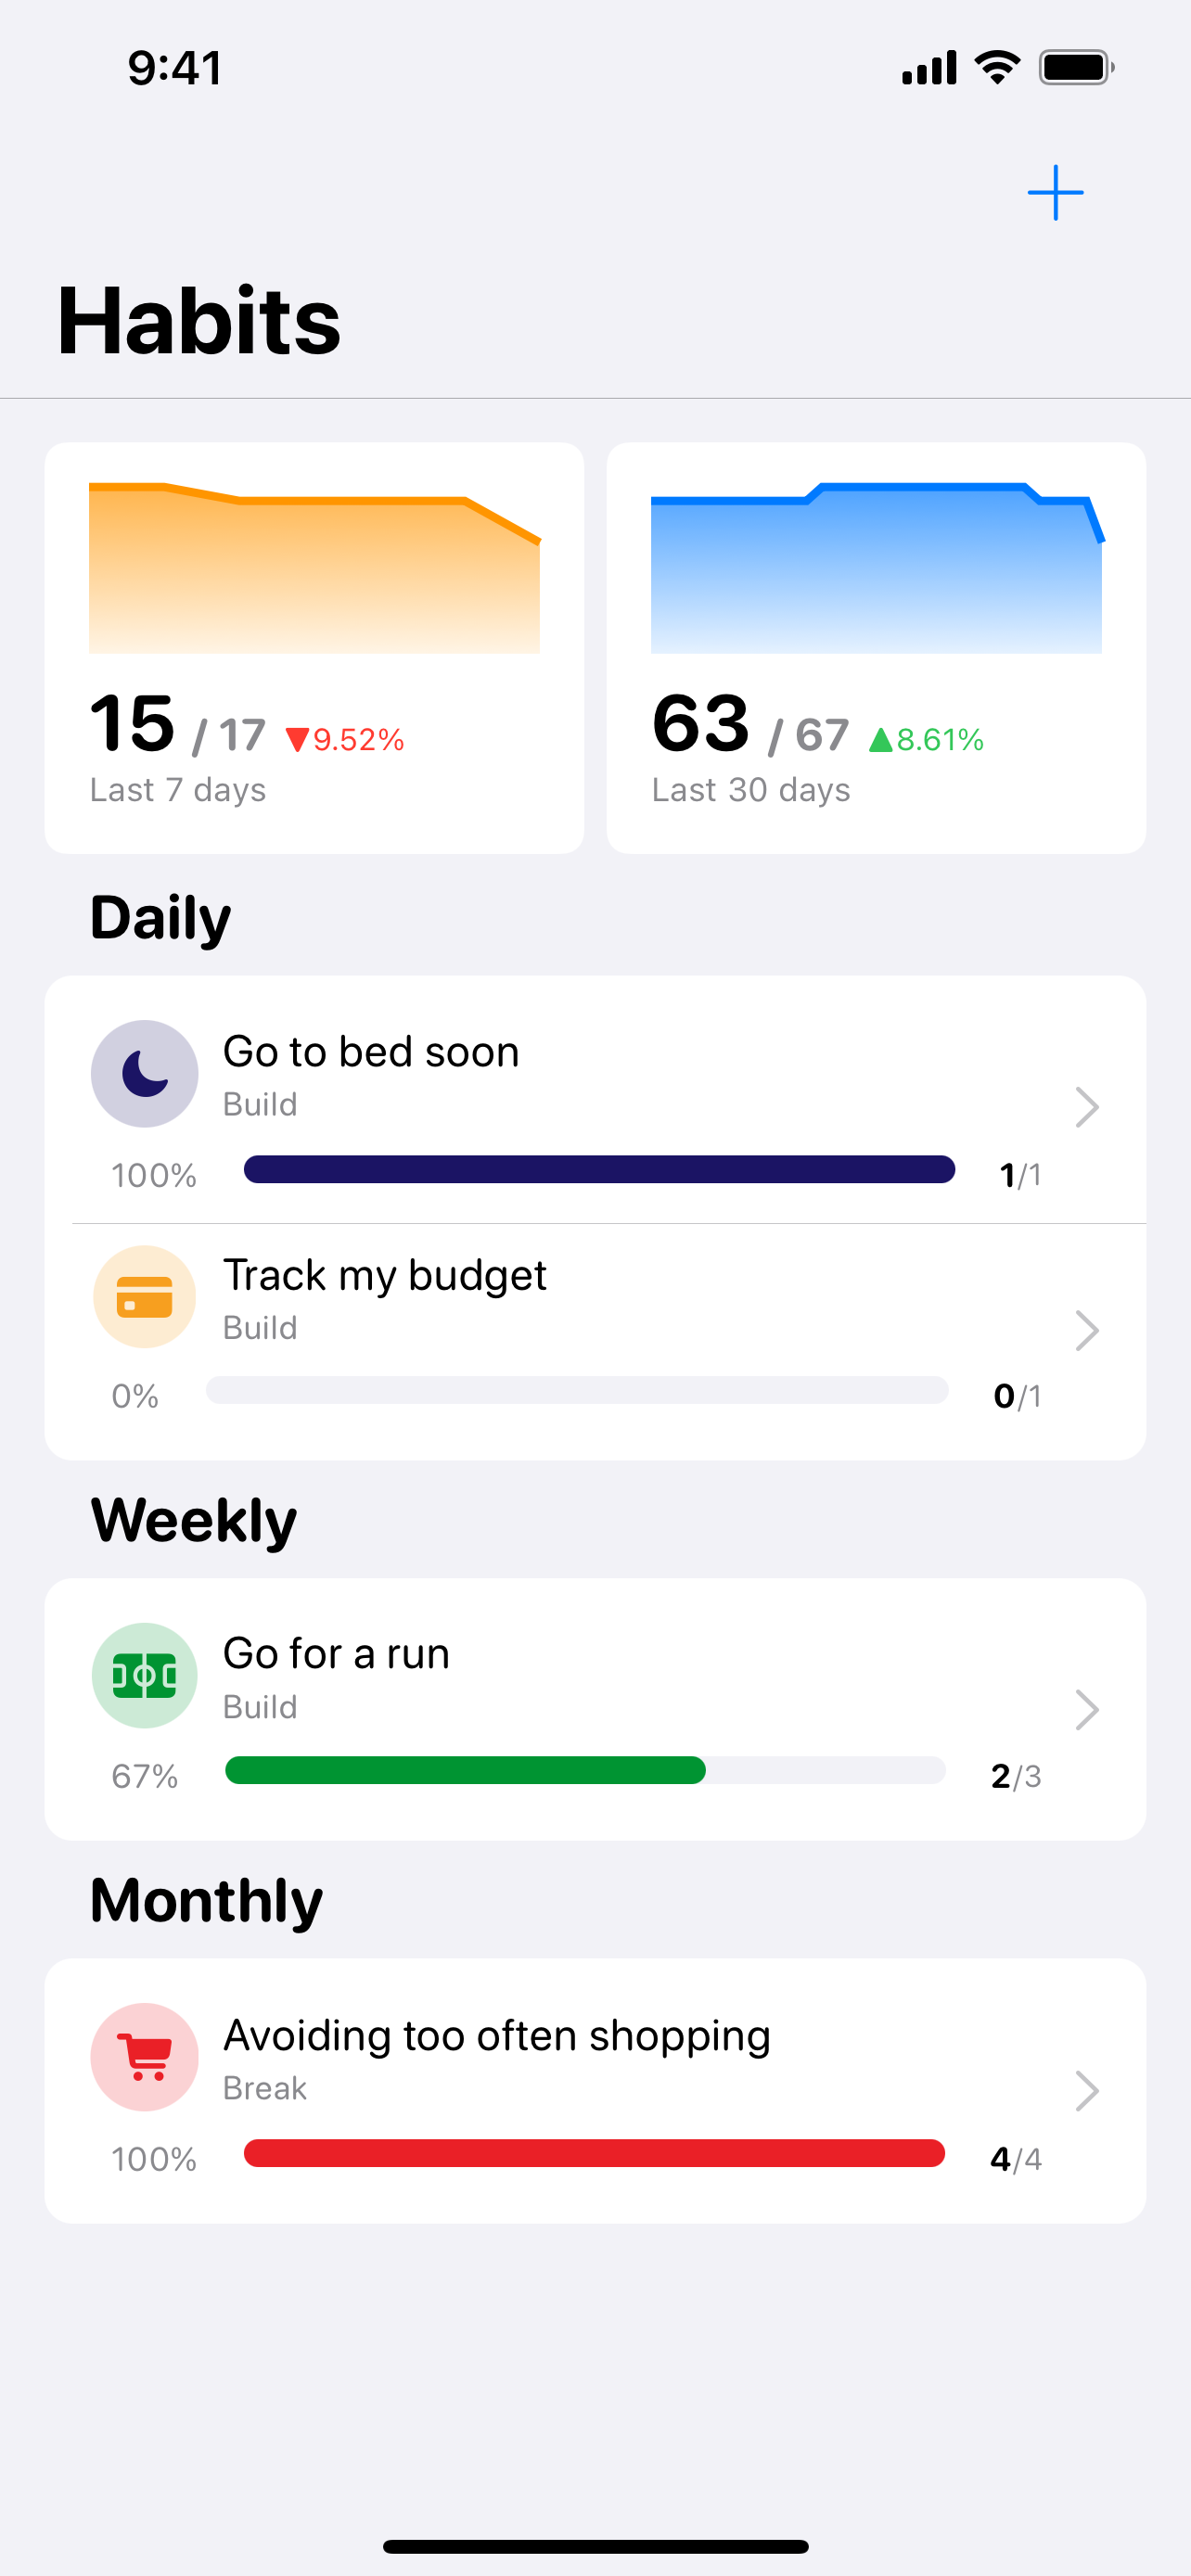 9:41
Habits
15 / 17 ▼9.52%
Last 7 days
63 / 67 ▲8.61%
Last 30 days
Daily
Go to bed soon
Build
100% 1/1
Track my budget
Build
0% 0/1
Weekly
Go for a run
Build
67% 2/3
Monthly
Avoiding too often shopping
Break
100% 4/4